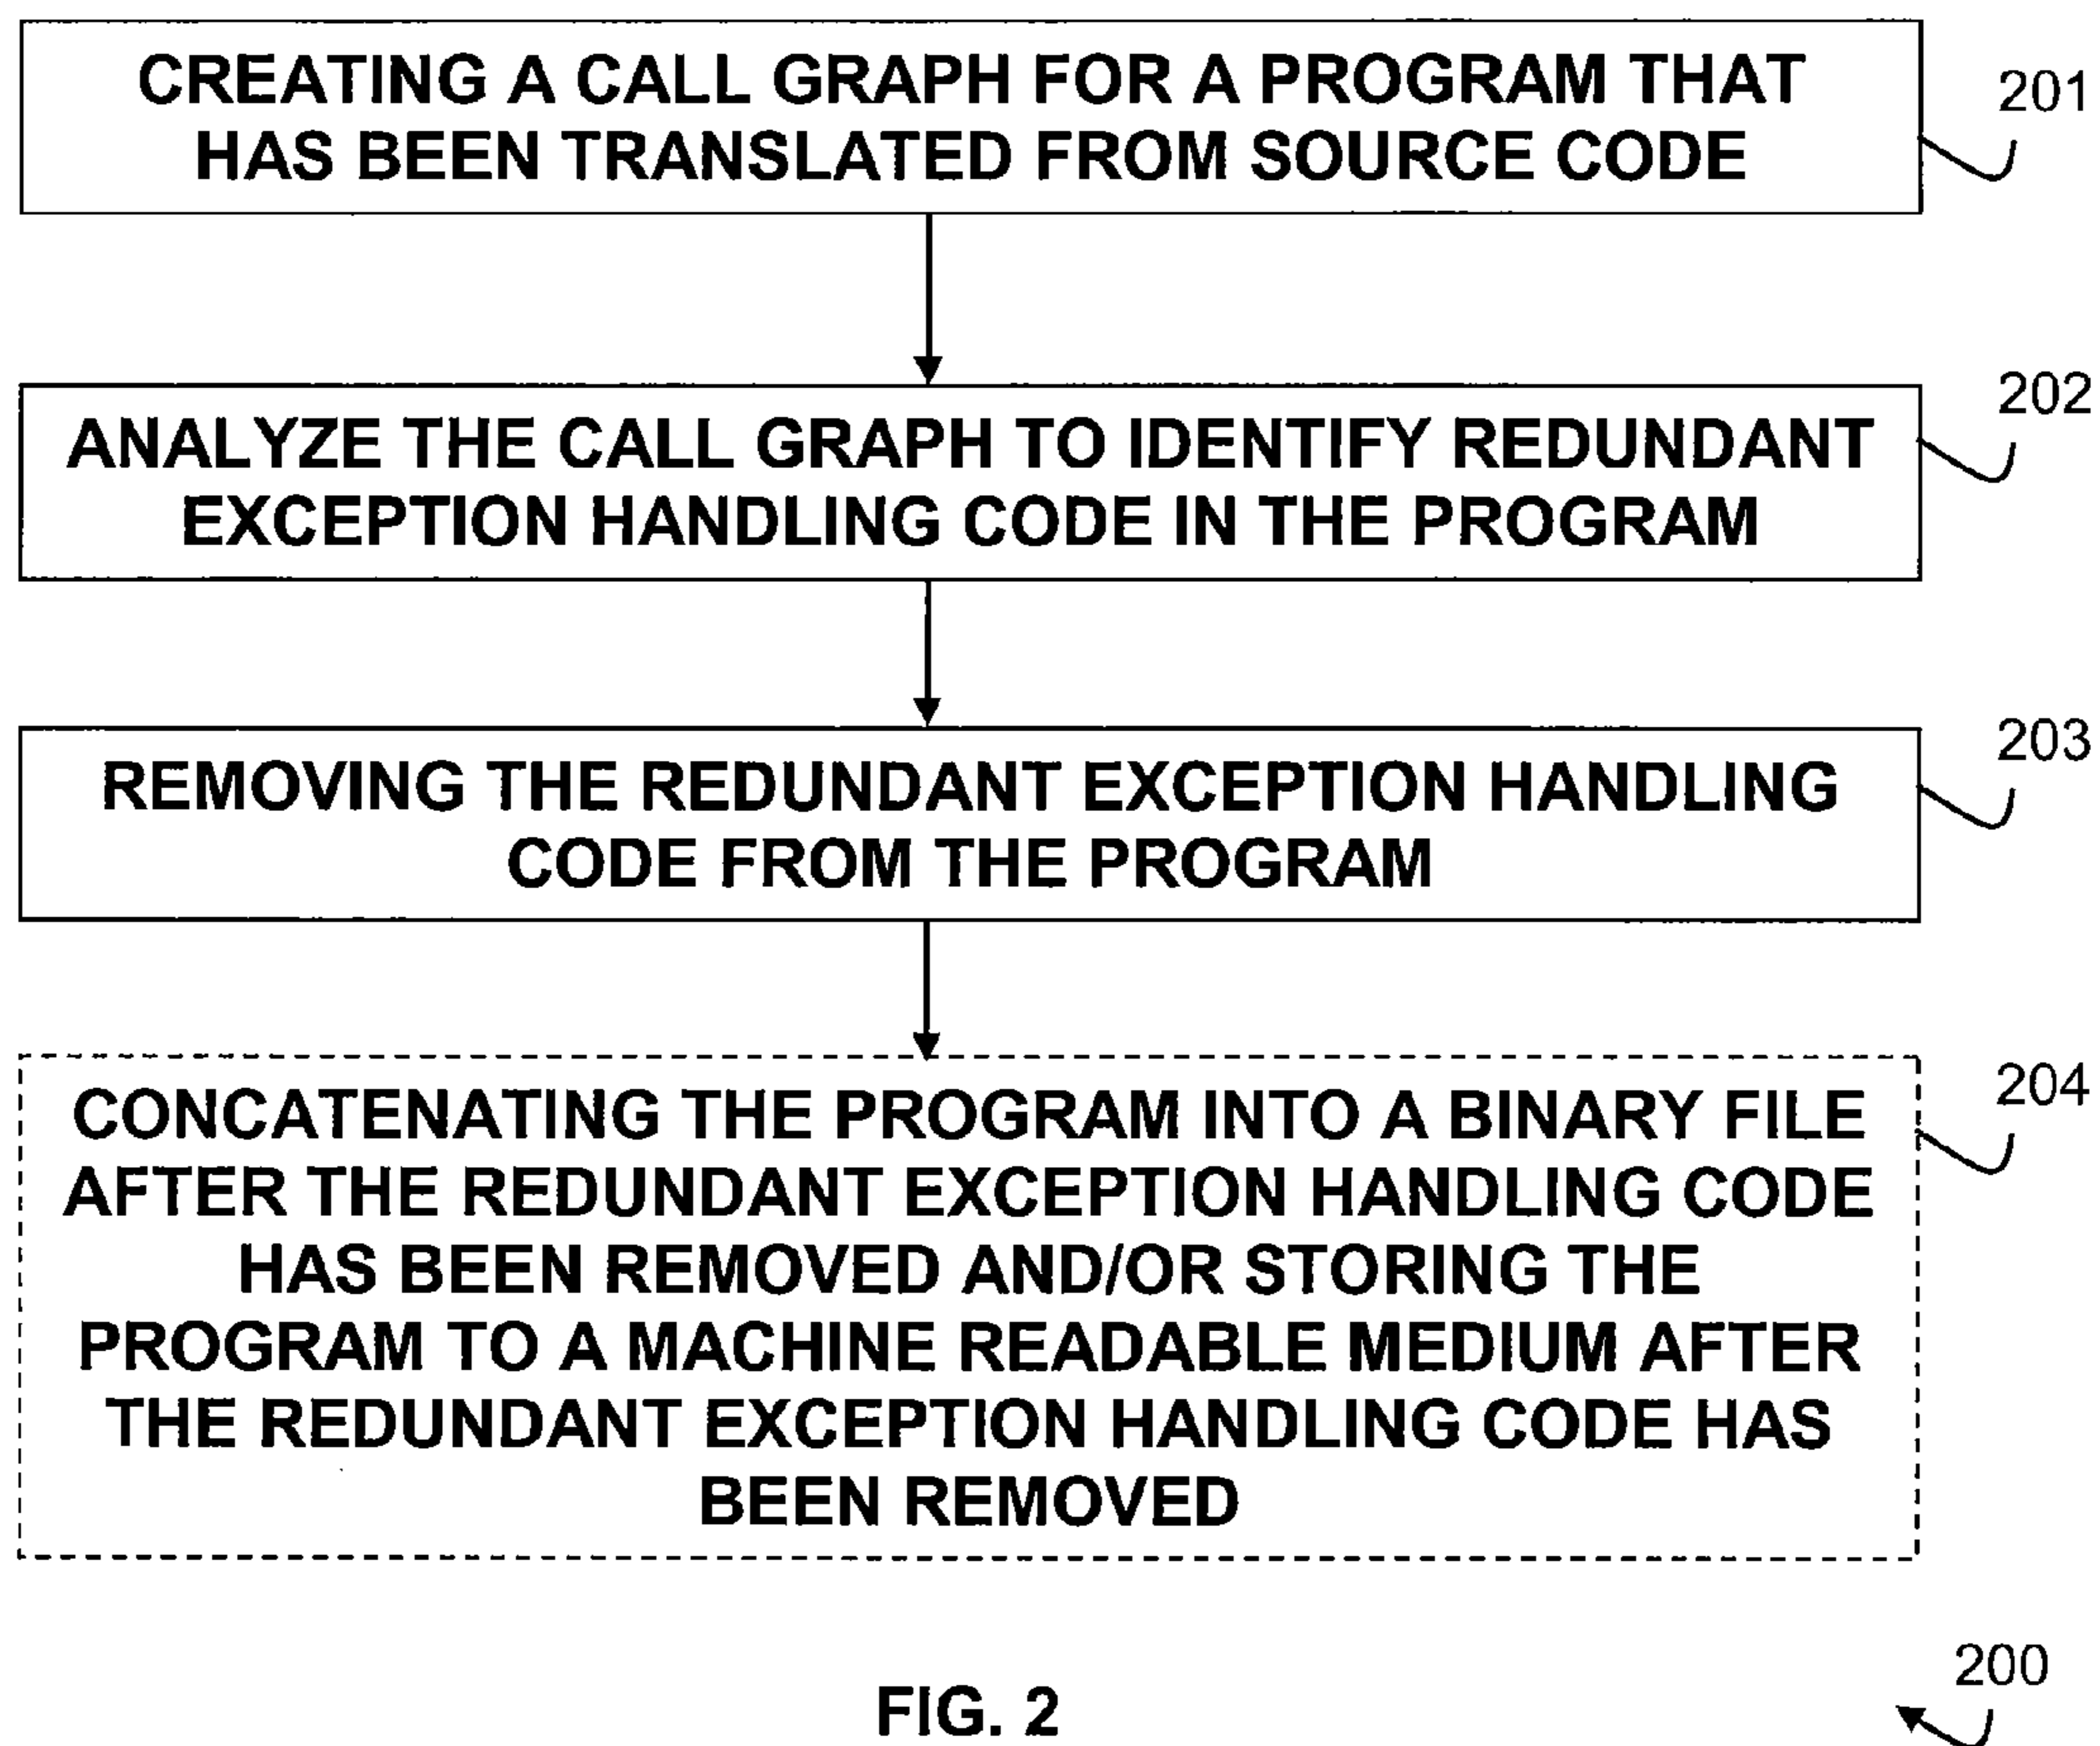 CREATING A CALL GRAPH FOR A PROGRAM THAT
HAS BEEN TRANSLATED FROM SOURCE CODE
201
ANALYZE THE CALL GRAPH TO IDENTIFY REDUNDANT
EXCEPTION HANDLING CODE IN THE PROGRAM
202
REMOVING THE REDUNDANT EXCEPTION HANDLING
CODE FROM THE PROGRAM
203
CONCATENATING THE PROGRAM INTO A BINARY FILE
AFTER THE REDUNDANT EXCEPTION HANDLING CODE
HAS BEEN REMOVED AND/OR STORING THE
PROGRAM TO A MACHINE READABLE MEDIUM AFTER
THE REDUNDANT EXCEPTION HANDLING CODE HAS
BEEN REMOVED
204
FIG. 2
200